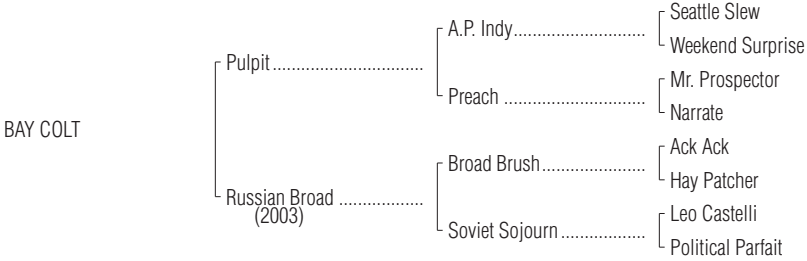 Seattle Slew
A.P. Indy..............................
Weekend Surprise
Pulpit..................................
Mr. Prospector
Preach ................................
Narrate
BAY COLT
Ack Ack
Broad Brush.......................
Hay Patcher
Russian Broad ...................
(2003)
Leo Castelli
Soviet Sojourn...................
Political Parfait